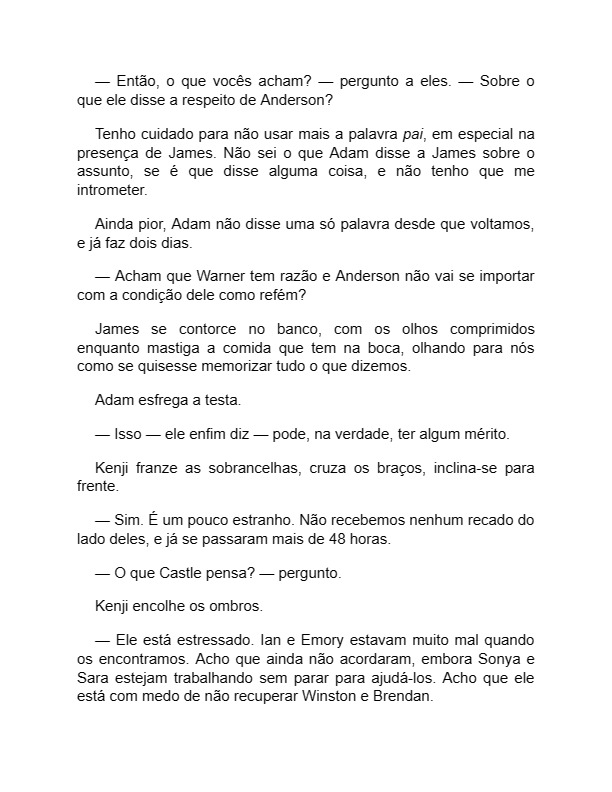 — Então, o que vocês acham? — pergunto a eles. — Sobre o
que ele disse a respeito de Anderson?
Tenho cuidado para não usar mais a palavra pai, em especial na
presença de James. Não sei o que Adam disse a James sobre o
assunto, se é que disse alguma coisa, e não tenho que me
intrometer.
Ainda pior, Adam não disse uma só palavra desde que voltamos,
e já faz dois dias.
— Acham que Warner tem razão e Anderson não vai se importar
com a condição dele como refém?
James se contorce no banco, com os olhos comprimidos
enquanto mastiga a comida que tem na boca, olhando para nós
como se quisesse memorizar tudo o que dizemos.
Adam esfrega a testa.
— Isso — ele enfim diz — pode, na verdade, ter algum mérito.
Kenji franze as sobrancelhas, cruza os braços, inclina-se para
frente.
— Sim. É um pouco estranho. Não recebemos nenhum recado do
lado deles, e já se passaram mais de 48 horas.
— O que Castle pensa? — pergunto.
Kenji encolhe os ombros.
— Ele está estressado. Ian e Emory estavam muito mal quando
os encontramos. Acho que ainda não acordaram, embora Sonya e
Sara estejam trabalhando sem parar para ajudá-los. Acho que ele
está com medo de não recuperar Winston e Brendan.